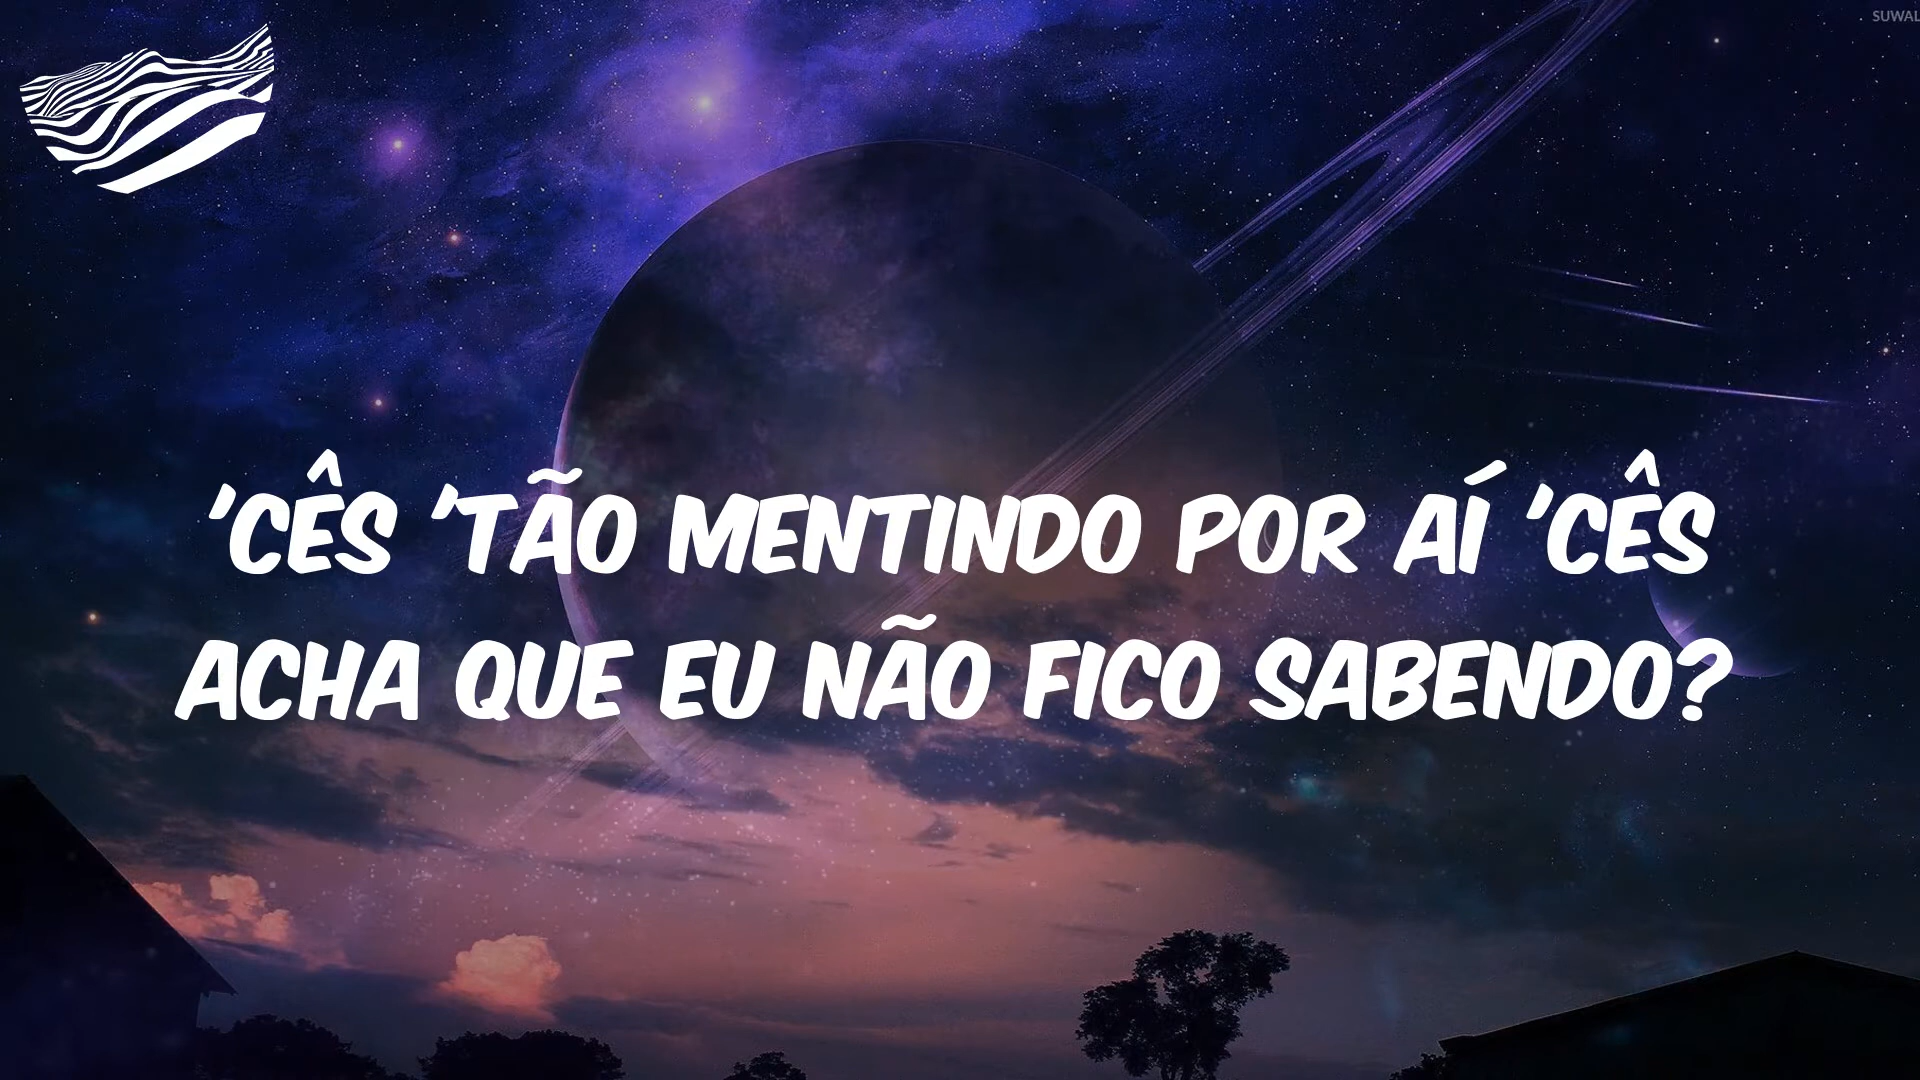 SUWAL
'CÊS 'TÃO MENTINDO POR AÍ 'CÊS
ACHA QUE EU NÃO FICO SABENDO?